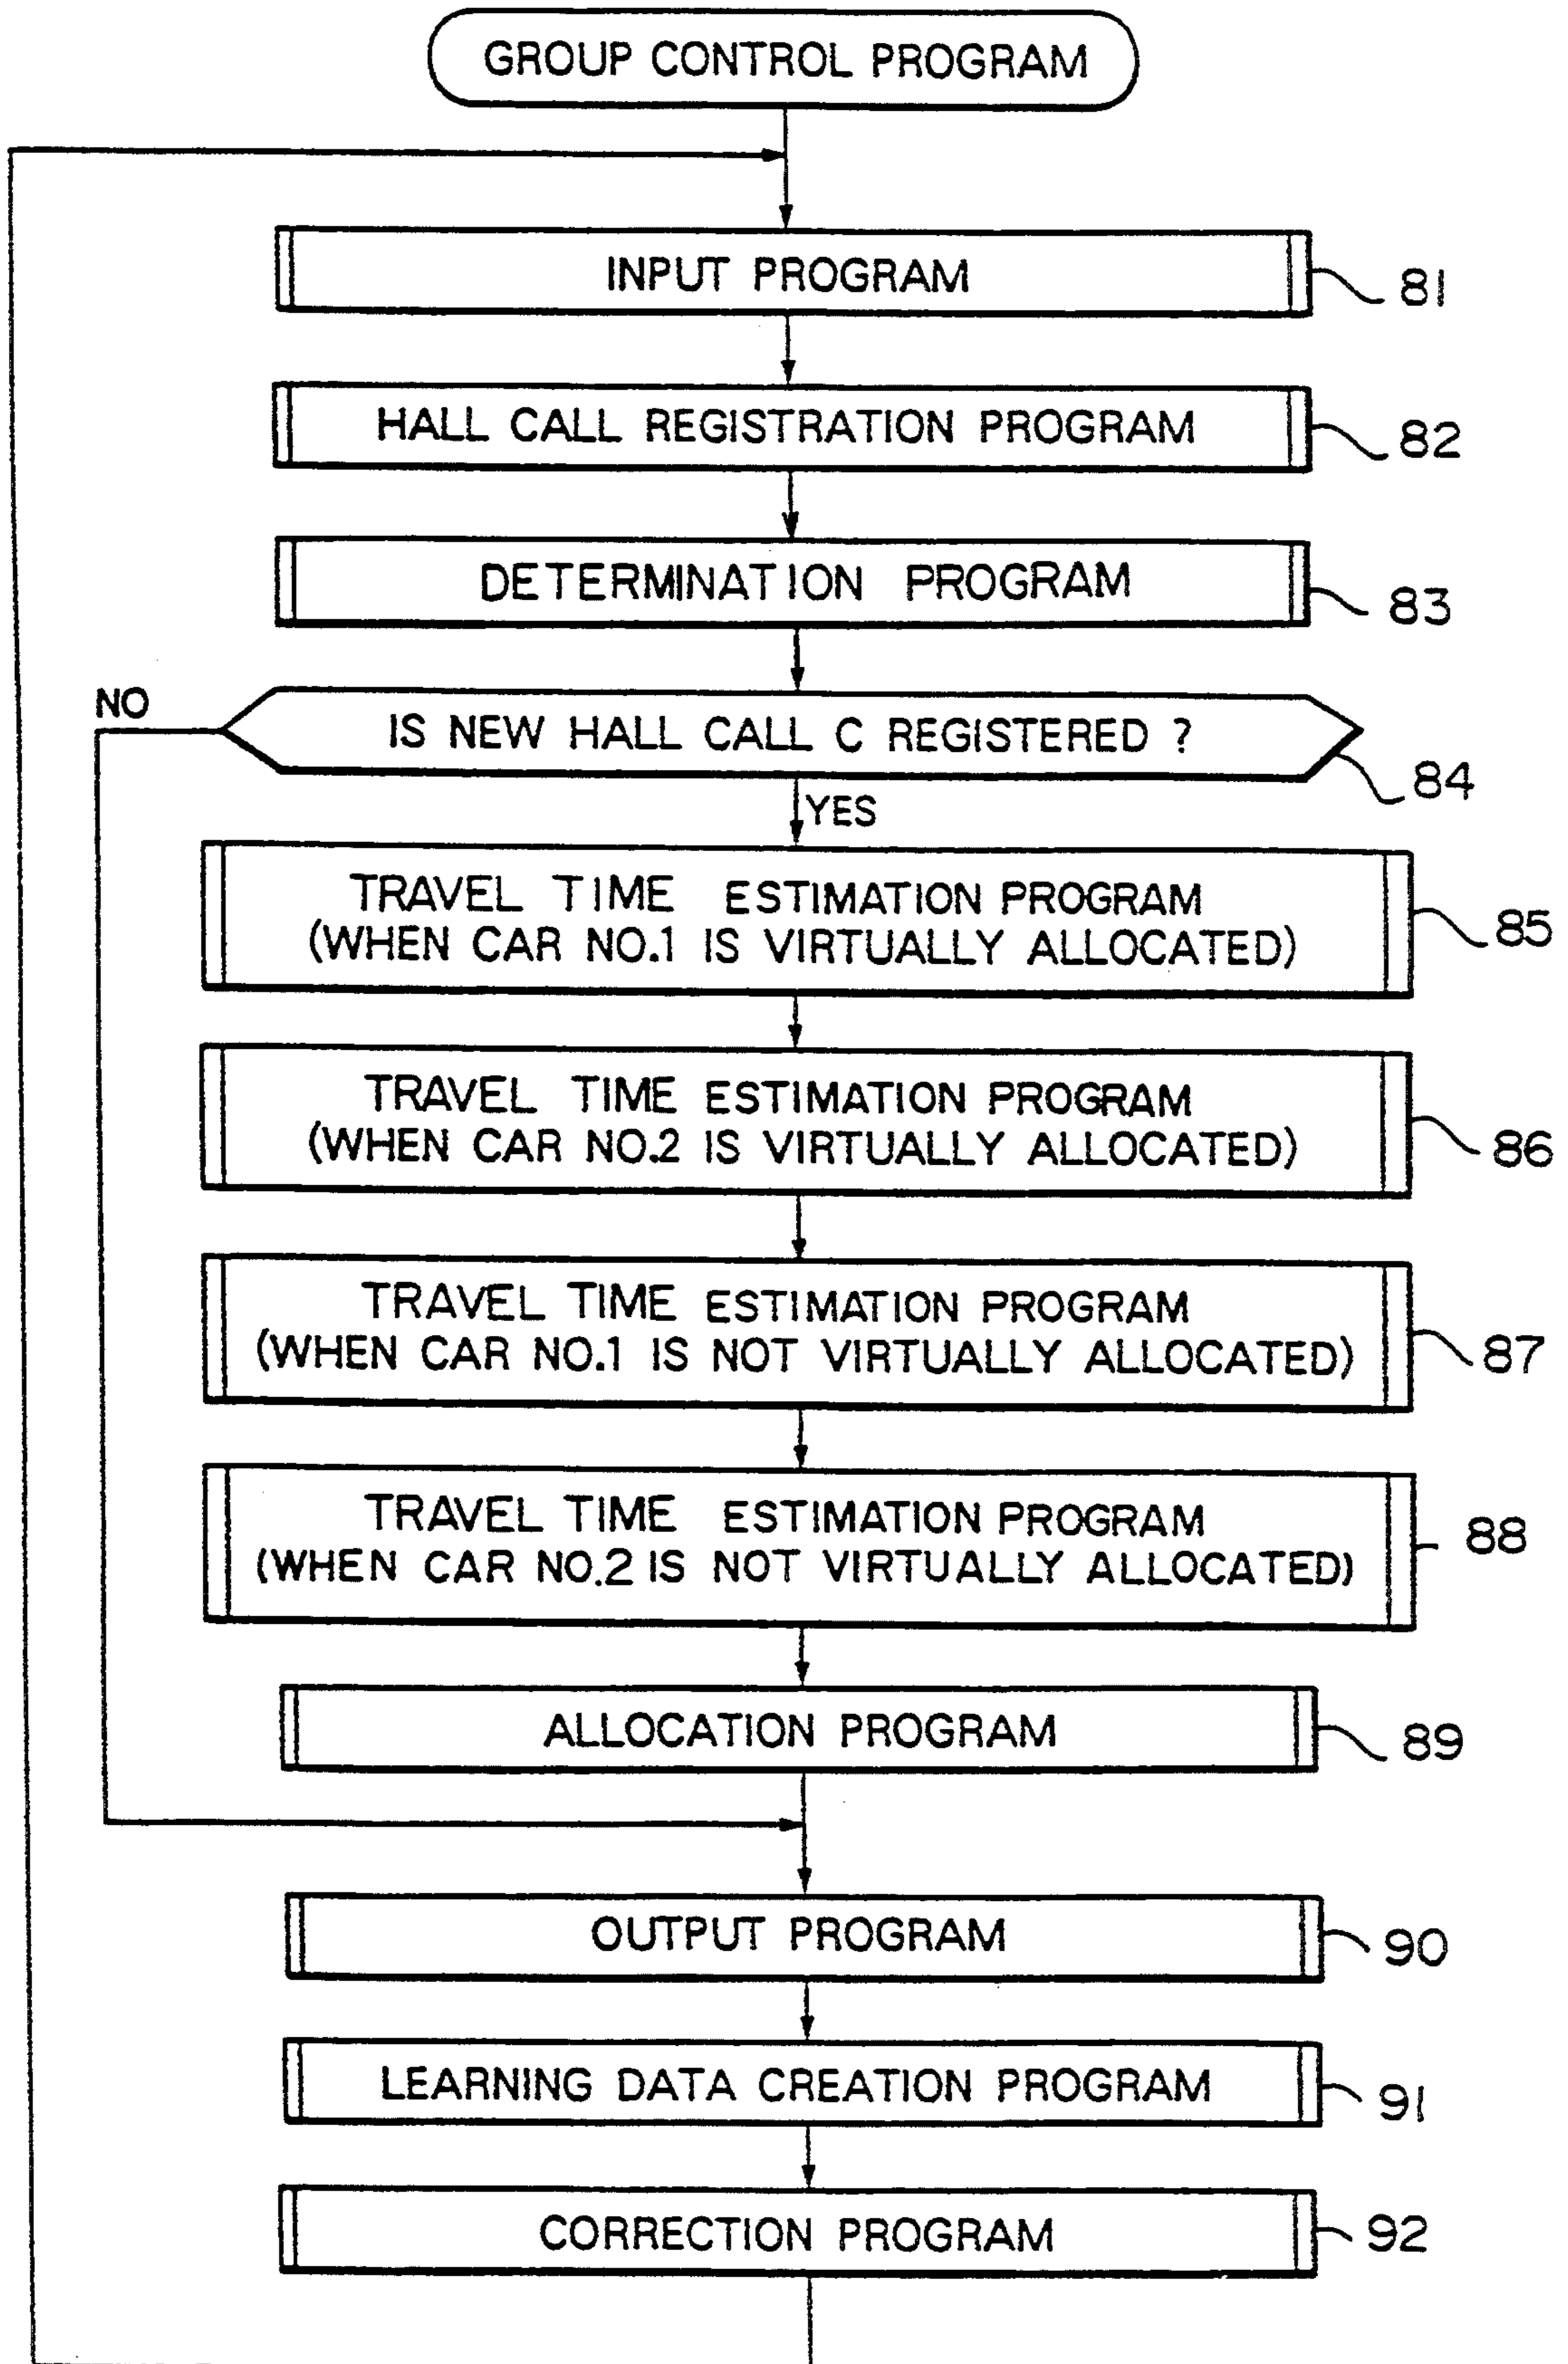 GROUP CONTROL PROGRAM
INPUT PROGRAM
81
HALL CALL REGISTRATION PROGRAM
82
DETERMINATION PROGRAM
83
NO
IS NEW HALL CALL C REGISTERED ?
84
YES
TRAVEL TIME ESTIMATION PROGRAM
(WHEN CAR NO.1 IS VIRTUALLY ALLOCATED)
85
TRAVEL TIME ESTIMATION PROGRAM
(WHEN CAR NO.2 IS VIRTUALLY ALLOCATED)
86
TRAVEL TIME ESTIMATION PROGRAM
(WHEN CAR NO.1 IS NOT VIRTUALLY ALLOCATED)
87
TRAVEL TIME ESTIMATION PROGRAM
(WHEN CAR NO.2 IS NOT VIRTUALLY ALLOCATED)
88
ALLOCATION PROGRAM
89
OUTPUT PROGRAM
90
LEARNING DATA CREATION PROGRAM
91
CORRECTION PROGRAM
92